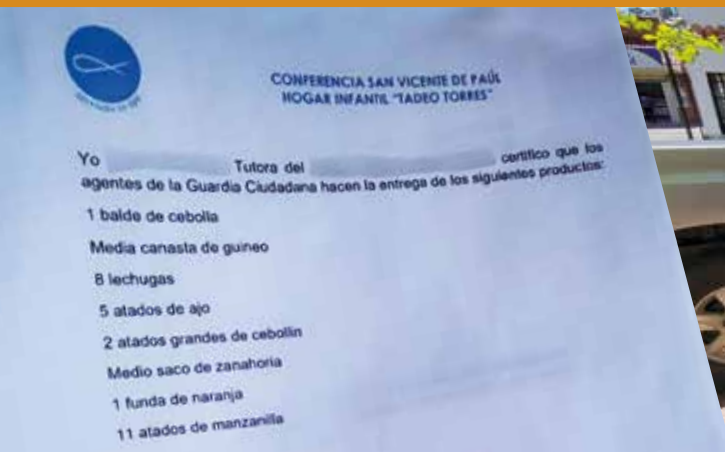 CONFERENCIA SAN VICENTE DE PAÚL
HOGAR INFANTIL "TADEO TORRES"
Yo Tutora del certifico que los
agentes de la Guardia Ciudadana hacen la entrega de los siguientes productos:
1 balde de cebolla
Media canasta de guineo
8 lechugas
5 atados de ajo
2 atados grandes de cebollin
Medio saco de zanahoria
1 funda de naranja
11 atados de manzanilla